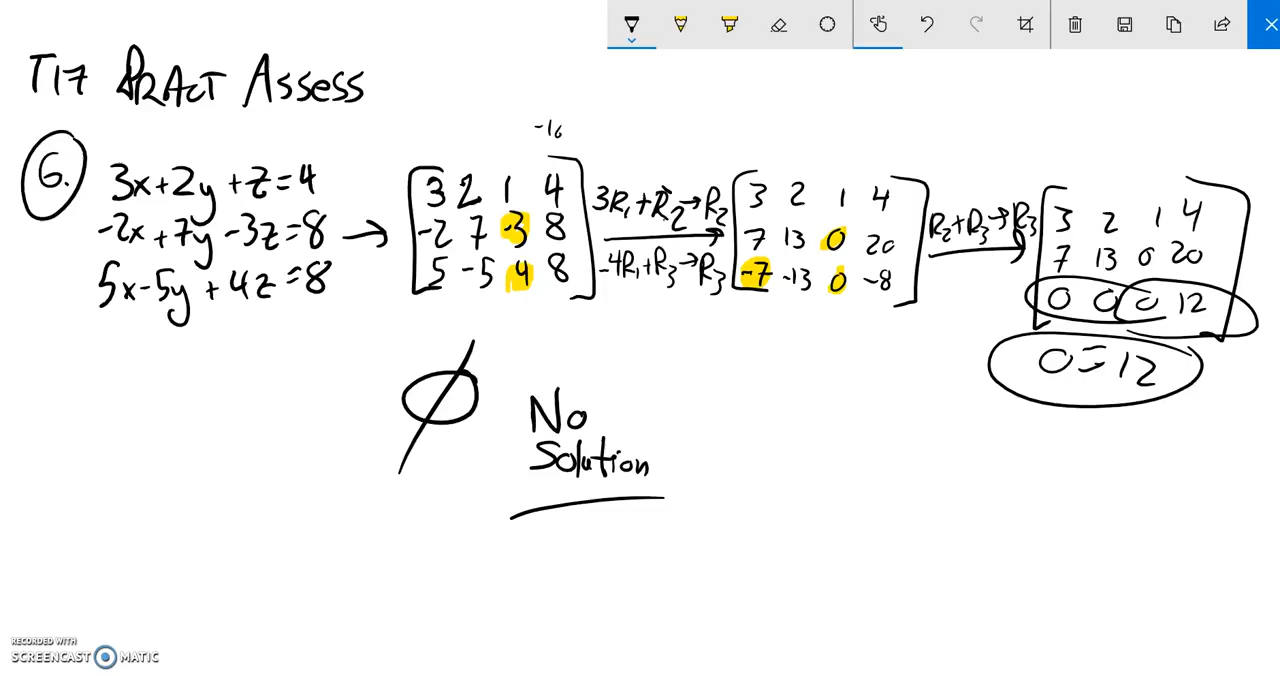 T17 PRACT ASSESS
6.
3x+2y+z=4
-2x+7y-3z=8
5x-5y+4z=8
-16
3 2 1 4
-2 7 -3 8
5 -5 4 8
3R1+R2→R2
-4R1+R3→R3
3 2 1 4
7 13 0 20
-7 -13 0 -8
R2+R3→R3
3 2 1 4
7 13 0 20
0 0 0 12
0=12
∅
No
Solution
RECORDED WITH
SCREENCAST MATIC